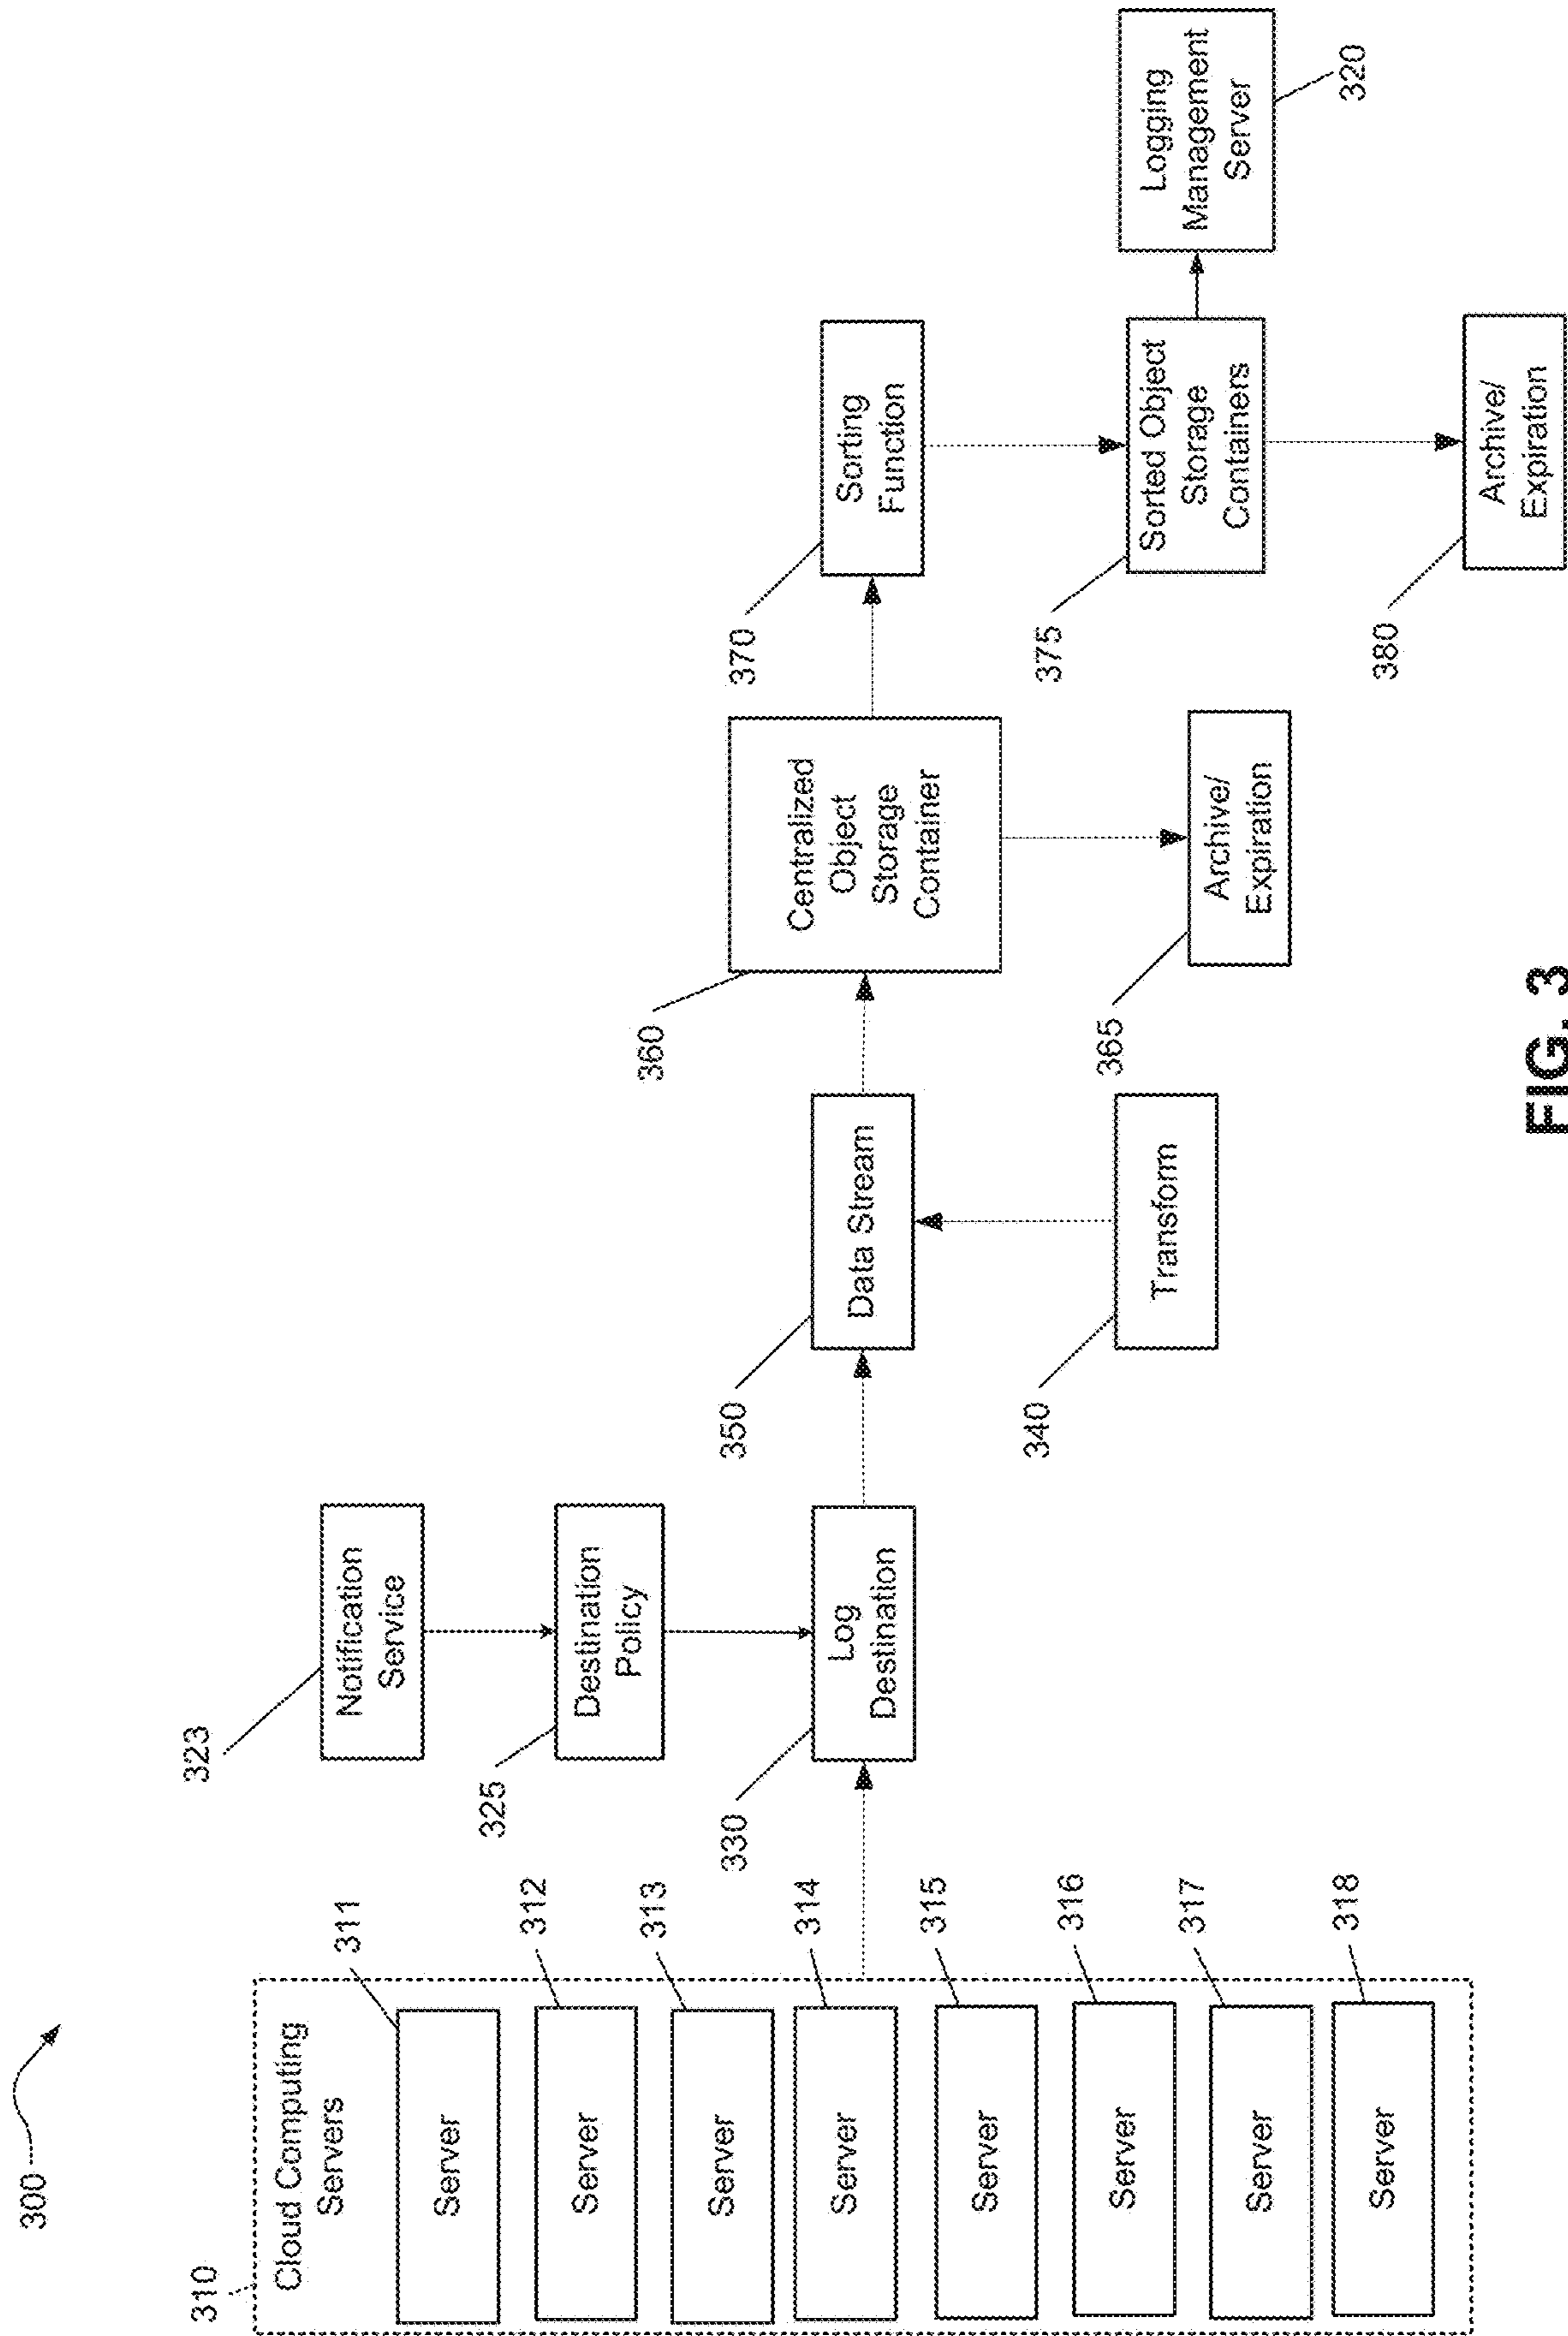 300
310
Cloud Computing
Servers
311
Server
312
Server
313
Server
314
Server
315
Server
316
Server
317
Server
318
Server
323
Notification
Service
325
Destination
Policy
330
Log
Destination
350
Data Stream
340
Transform
360
Centralized
Object
Storage
Container
365
Archive/
Expiration
370
Sorting
Function
375
Sorted Object
Storage
Containers
380
Archive/
Expiration
Logging
Management
Server
320
FIG. 3